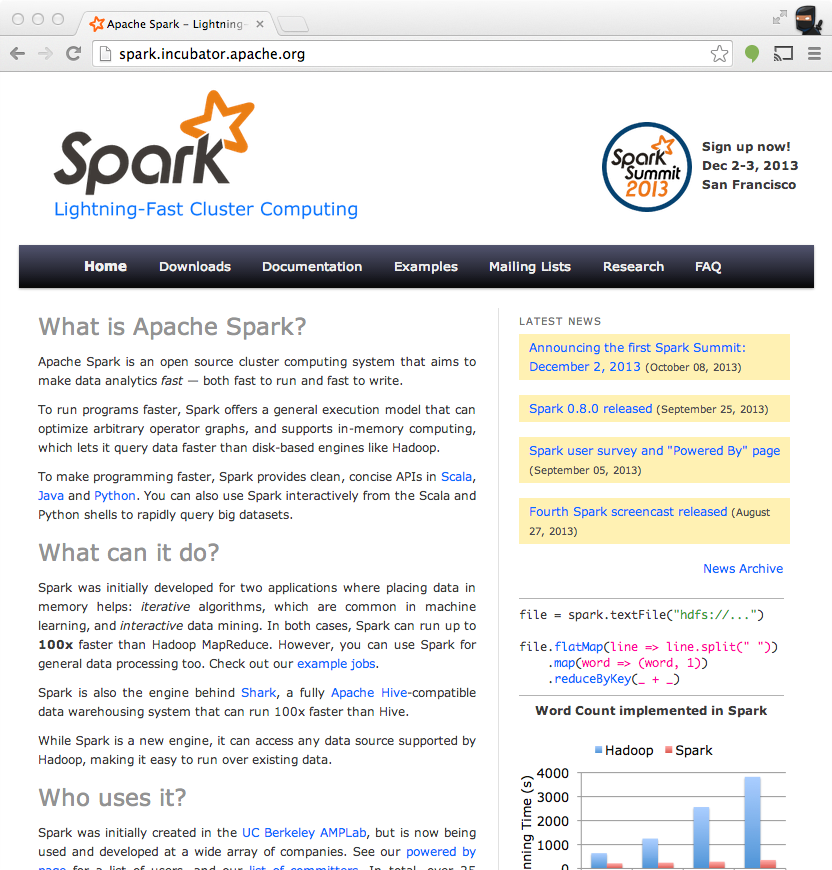 Apache Spark – Lightning-
spark.incubator.apache.org
Spark
Lightning-Fast Cluster Computing
Spark
Summit
2013
Sign up now!
Dec 2-3, 2013
San Francisco
Home Downloads Documentation Examples Mailing Lists Research FAQ
What is Apache Spark?
Apache Spark is an open source cluster computing system that aims to
make data analytics fast — both fast to run and fast to write.
To run programs faster, Spark offers a general execution model that can
optimize arbitrary operator graphs, and supports in-memory computing,
which lets it query data faster than disk-based engines like Hadoop.
To make programming faster, Spark provides clean, concise APIs in Scala,
Java and Python. You can also use Spark interactively from the Scala and
Python shells to rapidly query big datasets.
What can it do?
Spark was initially developed for two applications where placing data in
memory helps: iterative algorithms, which are common in machine
learning, and interactive data mining. In both cases, Spark can run up to
100x faster than Hadoop MapReduce. However, you can use Spark for
general data processing too. Check out our example jobs.
Spark is also the engine behind Shark, a fully Apache Hive-compatible
data warehousing system that can run 100x faster than Hive.
While Spark is a new engine, it can access any data source supported by
Hadoop, making it easy to run over existing data.
Who uses it?
Spark was initially created in the UC Berkeley AMPLab, but is now being
used and developed at a wide array of companies. See our powered by
page for a list of users, and our list of committers. In total, over 25
LATEST NEWS
Announcing the first Spark Summit:
December 2, 2013 (October 08, 2013)
Spark 0.8.0 released (September 25, 2013)
Spark user survey and "Powered By" page
(September 05, 2013)
Fourth Spark screencast released (August
27, 2013)
News Archive
file = spark.textFile("hdfs://...")
file.flatMap(line => line.split(" "))
.map(word => (word, 1))
.reduceByKey(_ + _)
Word Count implemented in Spark
Hadoop Spark
nning Time (s)
4000
3000
2000
1000
0